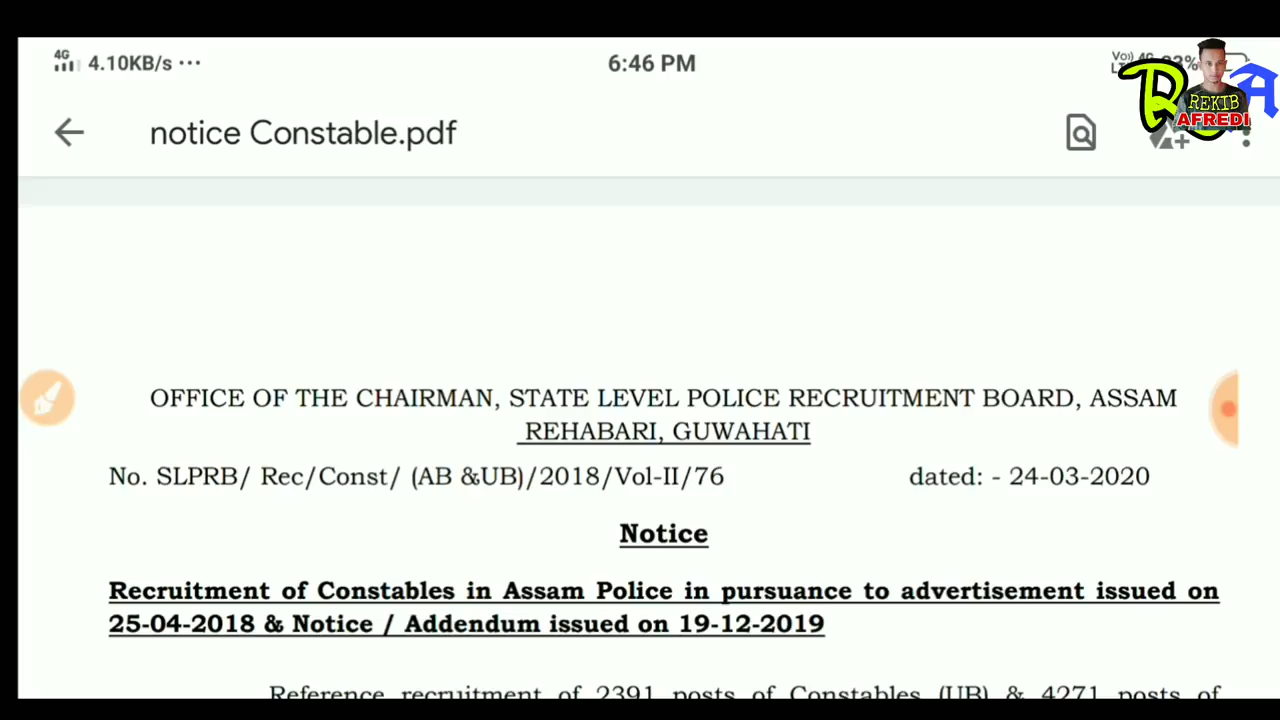 4G 4.10KB/s ...
6:46 PM
notice Constable.pdf
REKIB
AFREDI
OFFICE OF THE CHAIRMAN, STATE LEVEL POLICE RECRUITMENT BOARD, ASSAM
REHABARI, GUWAHATI
No. SLPRB/ Rec/Const/ (AB &UB)/2018/Vol-II/76 dated: - 24-03-2020
Notice
Recruitment of Constables in Assam Police in pursuance to advertisement issued on
25-04-2018 & Notice / Addendum issued on 19-12-2019
Reference recruitment of 2391 posts of Constables (UB) & 4271 posts of